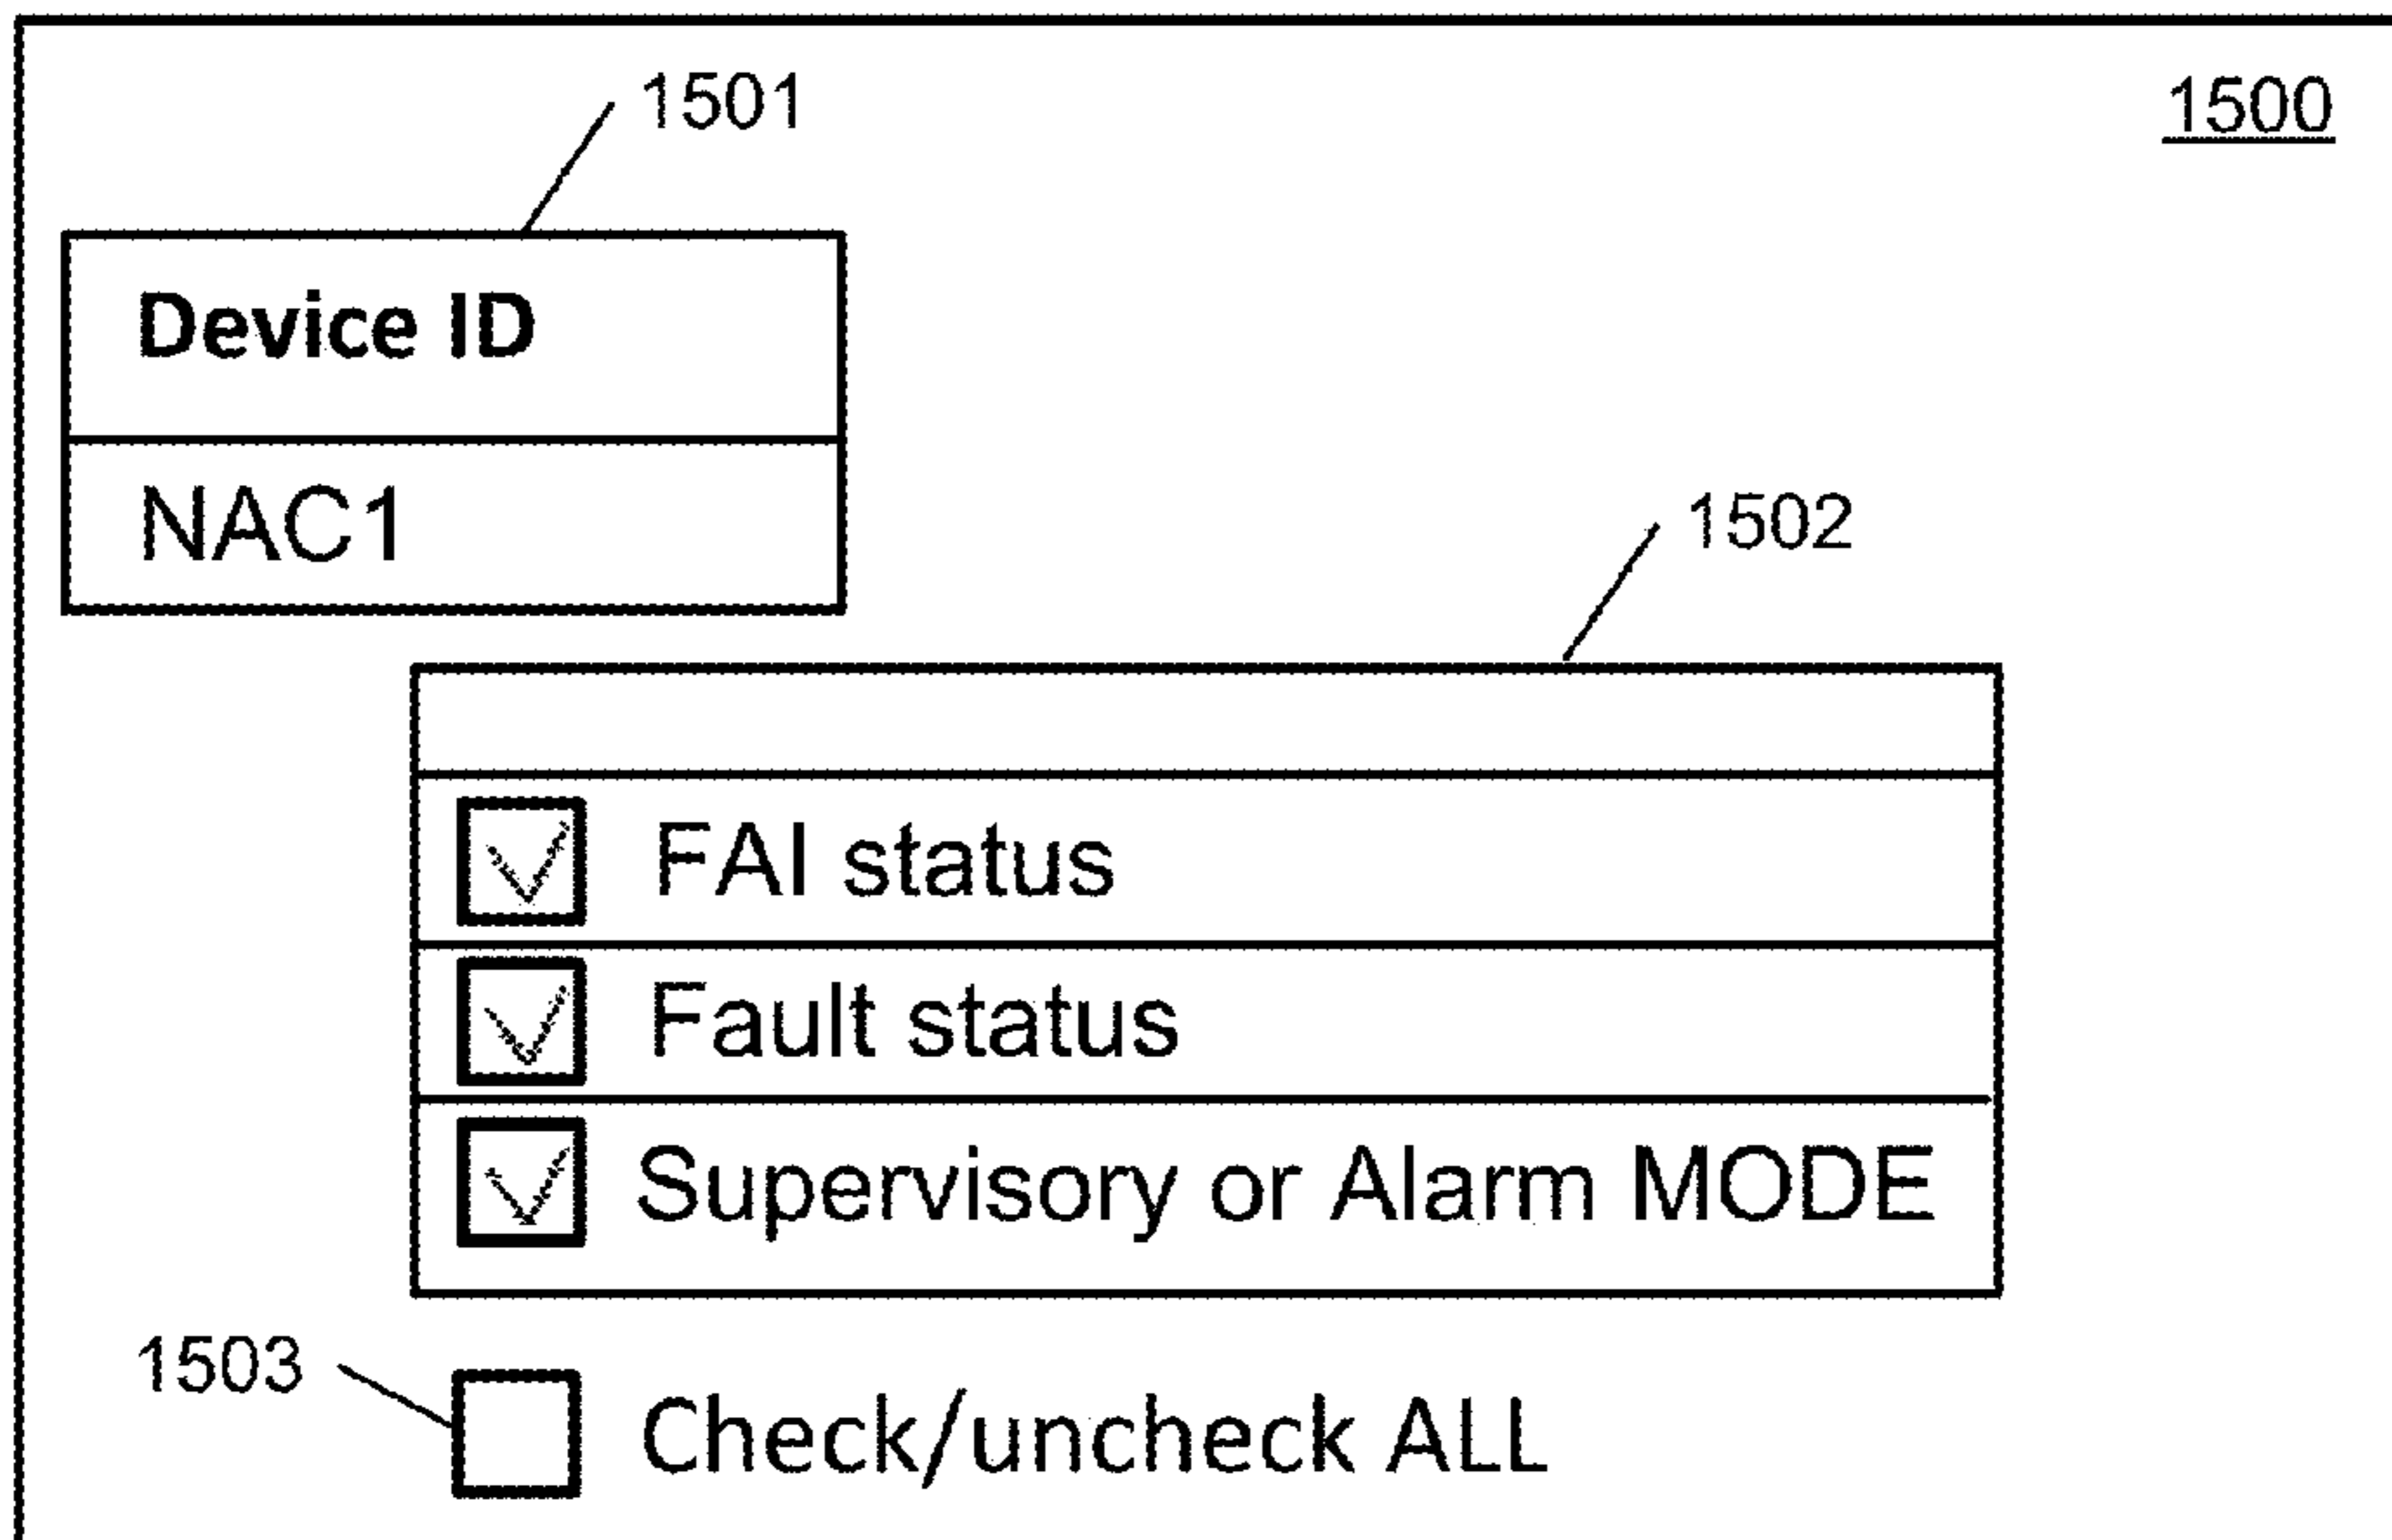 1501
1500
Device ID
NAC1
1502
FAI status
Fault status
Supervisory or Alarm MODE
1503
Check/uncheck ALL